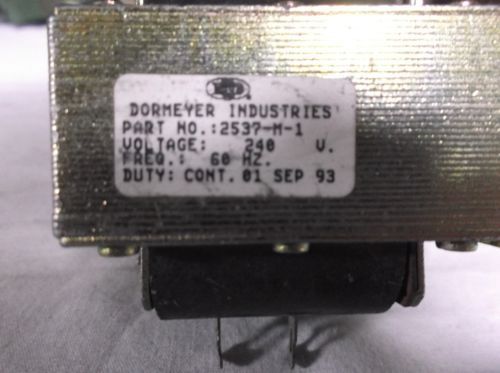 DORMEYER INDUSTRIES
PART NO.:2537-M-1
VOLTAGE: 240 V.
FREQ.: 60 HZ.
DUTY: CONT. 01 SEP 93